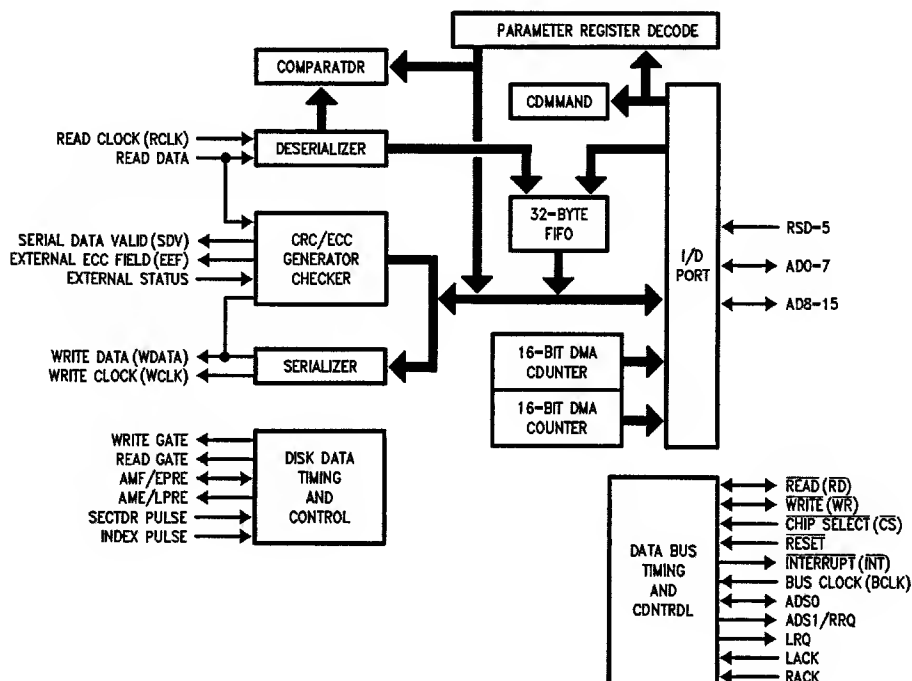 PARAMETER REGISTER DECODE
COMPARATDR
CDMMAND
READ CLOCK (RCLK)
READ DATA
DESERIALIZER
32-BYTE
FIFO
SERIAL DATA VALID (SDV)
EXTERNAL ECC FIELD (EEF)
EXTERNAL STATUS
CRC/ECC
GENERATOR
CHECKER
I/D
PORT
RSD=5
AD0=7
AD8=15
WRITE DATA (WDATA)
WRITE CLOCK (WCLK)
SERIALIZER
16-BIT DMA
CDUNTER
16-BIT DMA
COUNTER
WRITE GATE
READ GATE
AMF/EPRE
AME/LPRE
SECTDR PULSE
INDEX PULSE
DISK DATA
TIMING
AND
CONTROL
DATA BUS
TIMING
AND
CDNTRDL
READ (RD)
WRITE (WR)
CHIP SELECT (CS)
RESET
INTERRUPT (INT)
BUS CLOCK (BCLK)
ADS0
ADS1/RRQ
LRQ
LACK
RACK